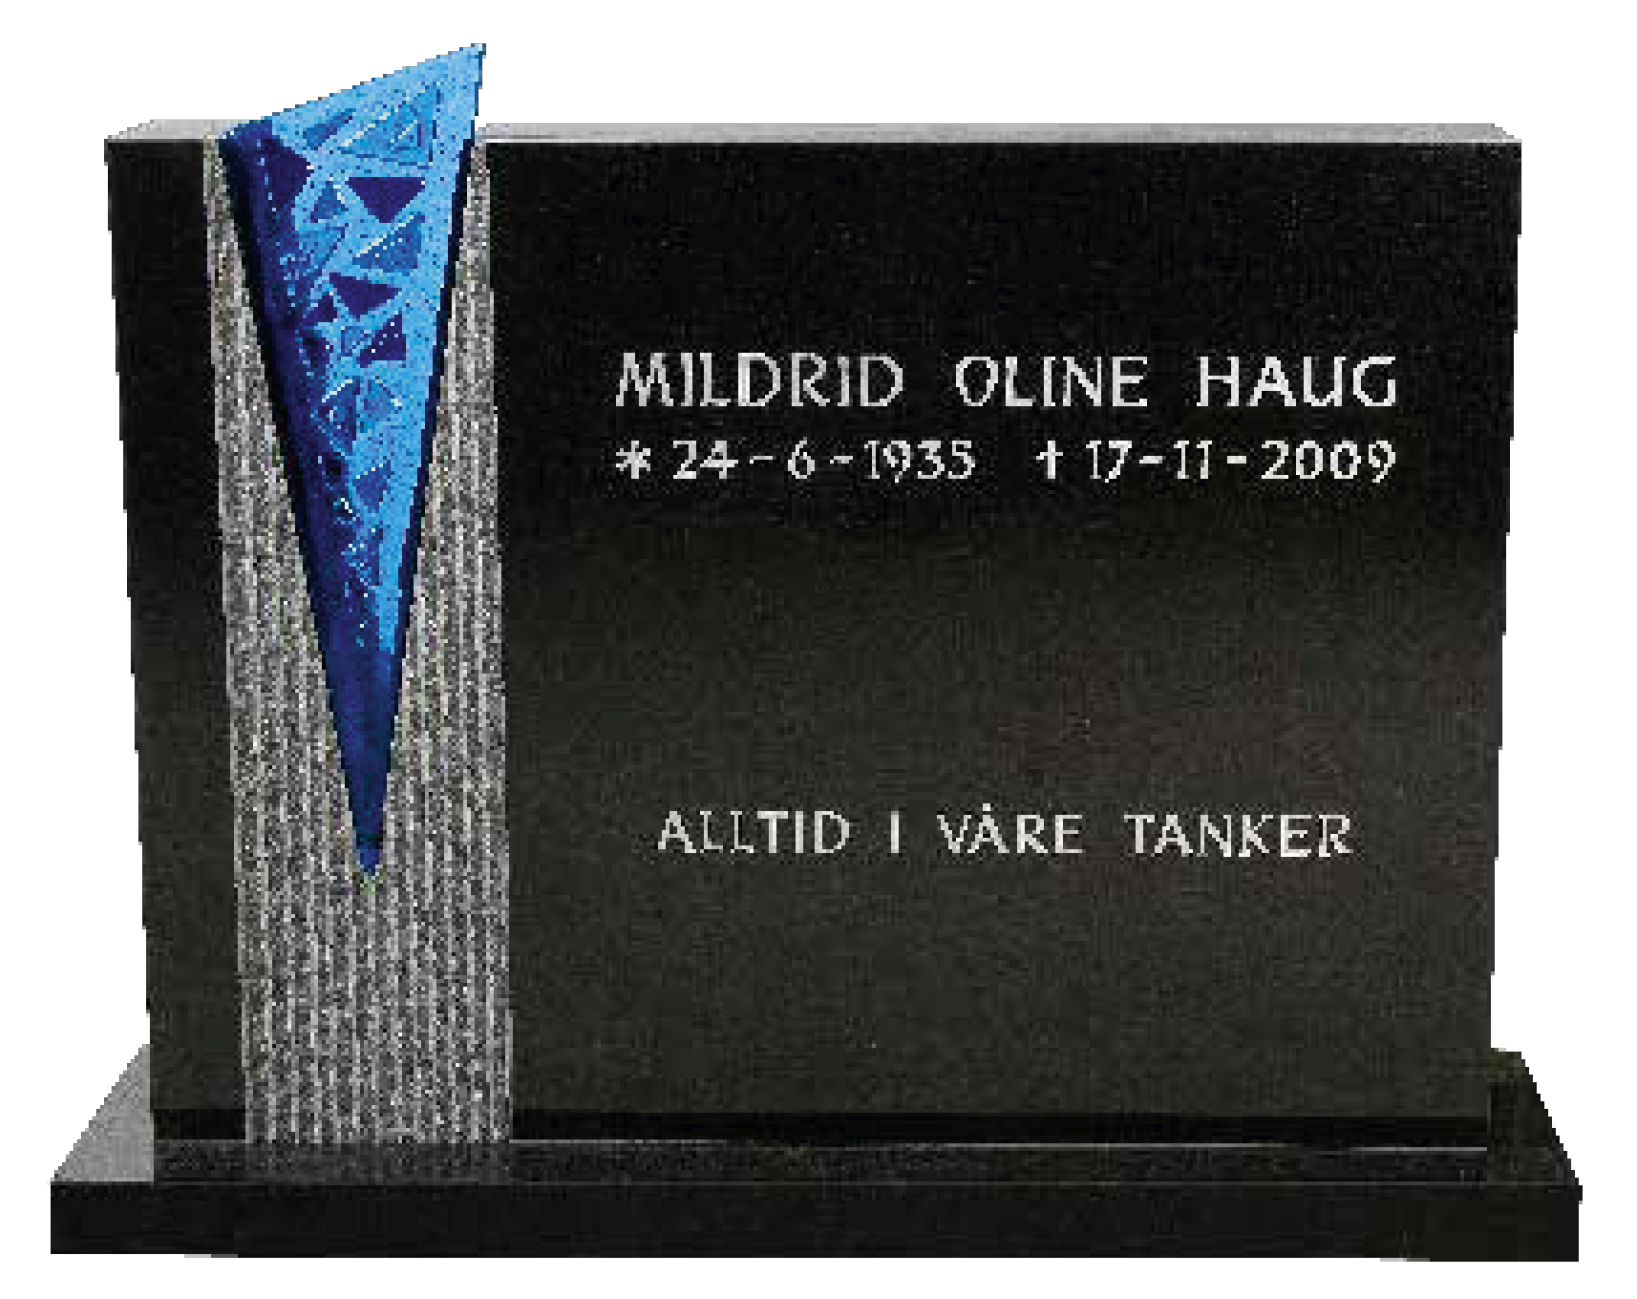 MILDRID OLINE HAUG
* 24-6-1935 † 17-11-2009
ALLTID I VÅRE TANKER